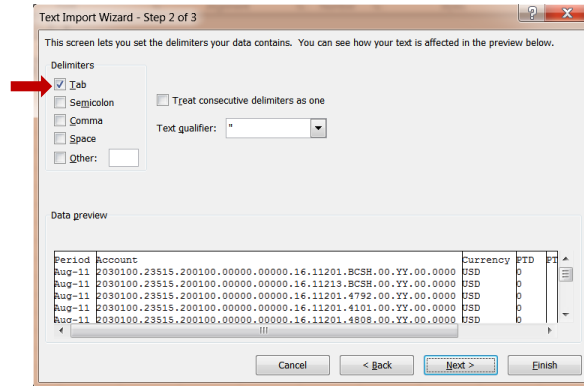 Text Import Wizard - Step 2 of 3
This screen lets you set the delimiters your data contains. You can see how your text is affected in the preview below.
Delimiters
Tab
Semicolon
Comma
Space
Other:
Treat consecutive delimiters as one
Text qualifier: "
Data preview
Period Account Currency PTD PT
Aug-11 2030100.23515.200100.00000.00000.16.11201.BCSH.00.YY.00.0000 USD 0
Aug-11 2030100.23515.200100.00000.00000.16.11213.BCSH.00.YY.00.0000 USD 0
Aug-11 2030100.23515.200100.00000.00000.16.11201.4792.00.YY.00.0000 USD 0
Aug-11 2030100.23515.200100.00000.00000.16.11201.4101.00.YY.00.0000 USD 0
Aug-11 2030100.23515.200100.00000.00000.16.11201.4808.00.YY.00.0000 USD 0
Cancel < Back Next > Finish